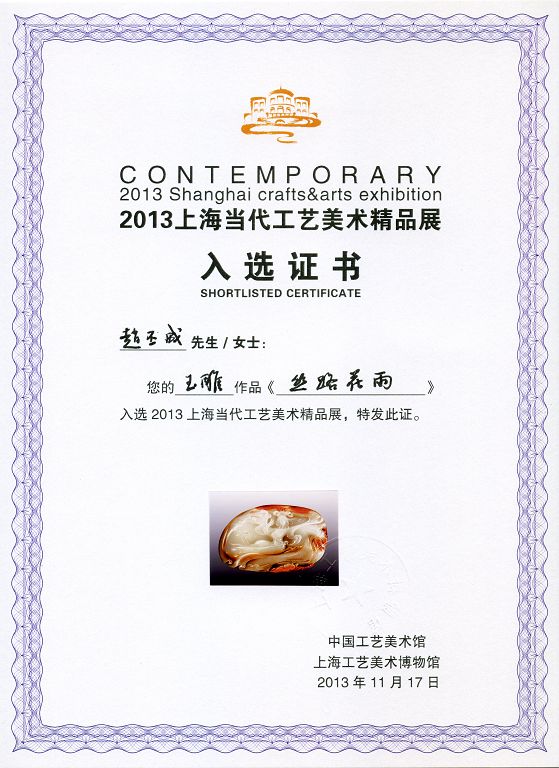 CONTEMPORARY
2013 Shanghai crafts&arts exhibition
2013上海当代工艺美术精品展
入选证书
SHORTLISTED CERTIFICATE
趙丕成 先生 / 女士：
您的 玉雕 作品《 丝路花雨 》
入选 2013 上海当代工艺美术精品展，特发此证。
中国工艺美术馆
上海工艺美术博物馆
2013 年 11 月 17 日